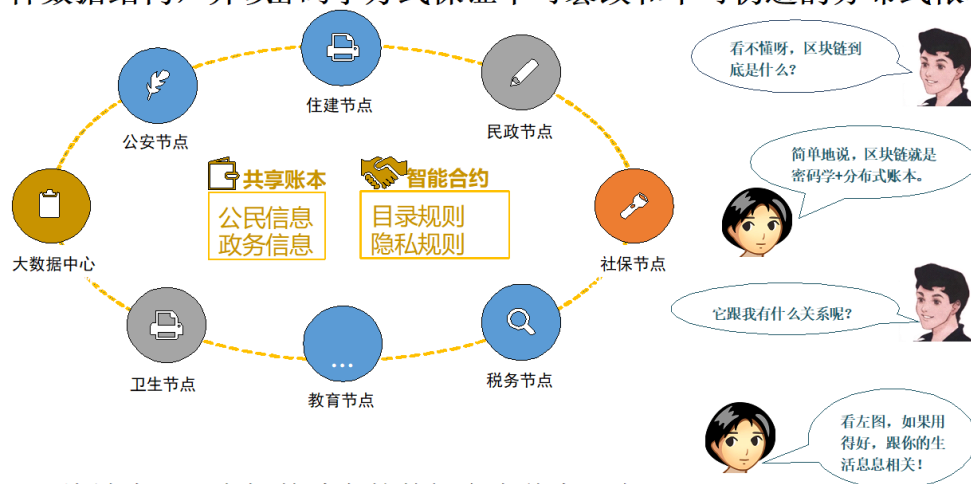 住建节点
公安节点
民政节点
共享账本
公民信息
政务信息
智能合约
目录规则
隐私规则
大数据中心
社保节点
卫生节点
...
教育节点
税务节点
看不懂呀，区块链到
底是什么？
简单地说，区块链就是
密码学+分布式账本。
它跟我有什么关系呢？
看左图，如果用
得好，跟你的生
活息息相关！